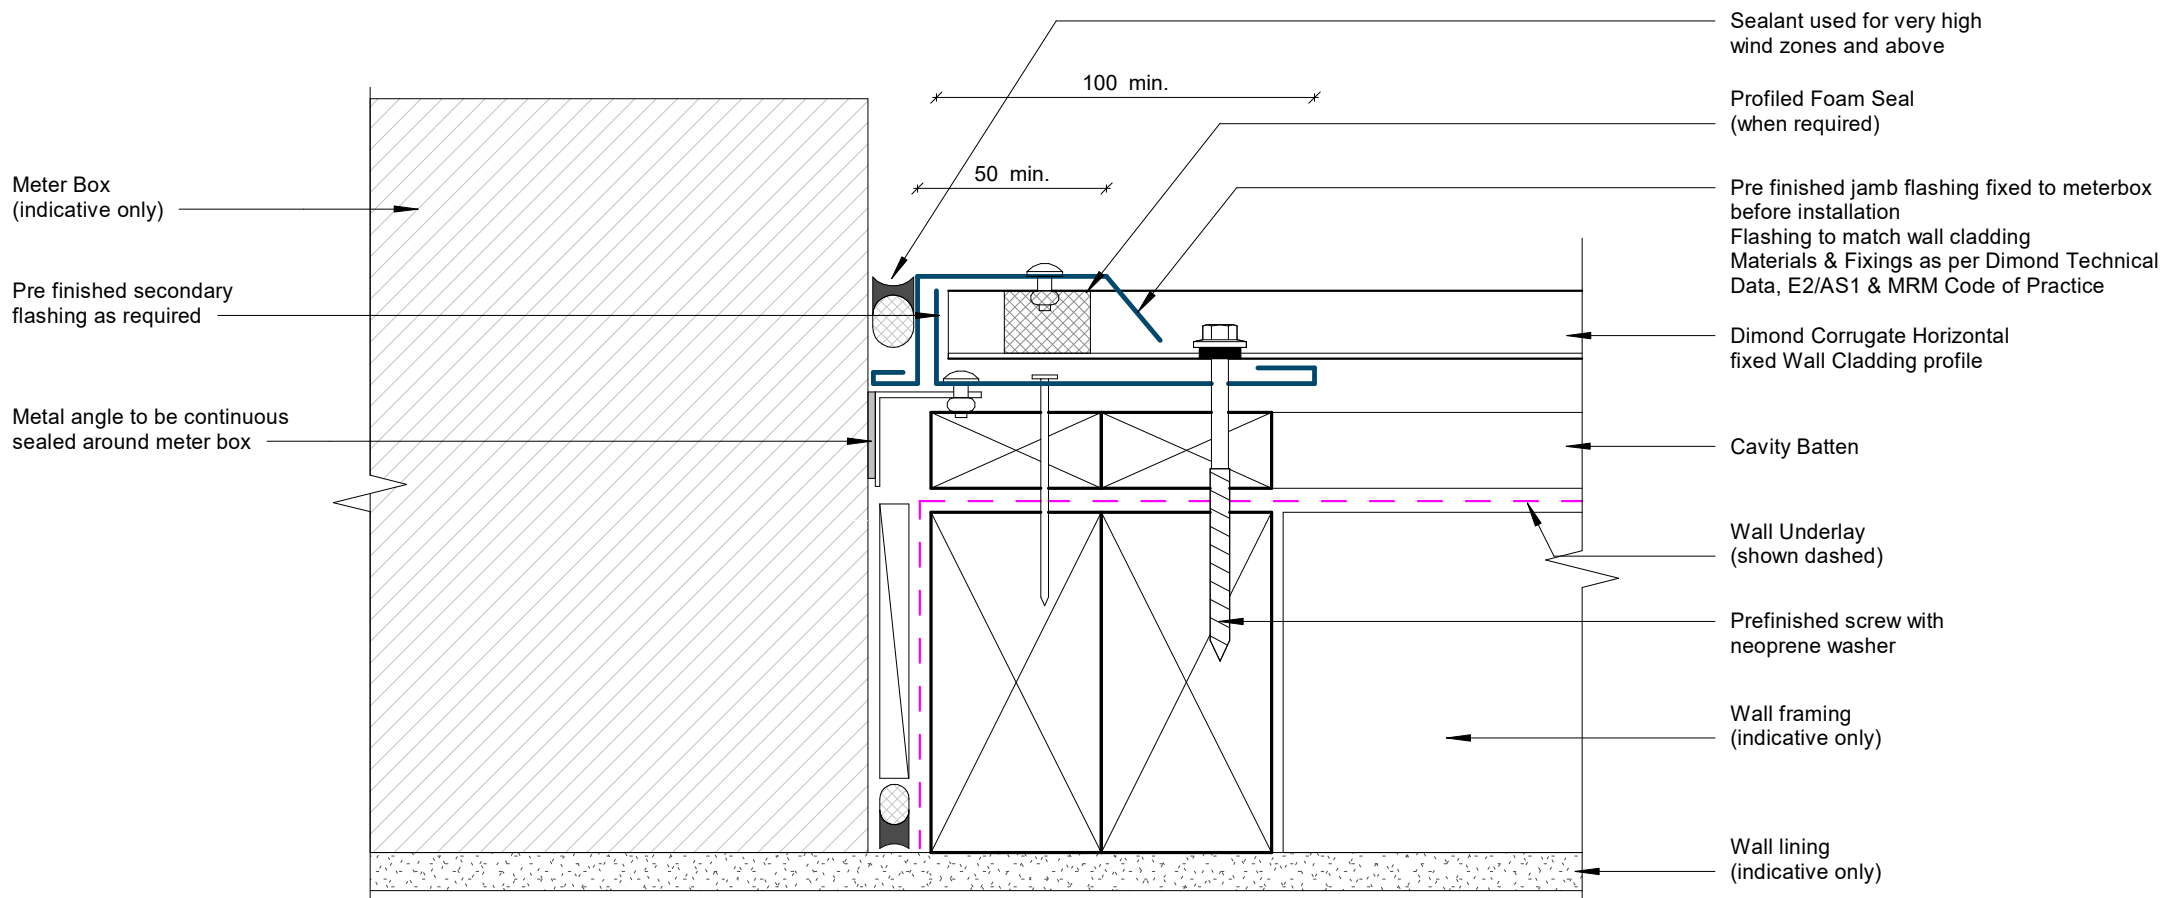 Sealant used for very high
wind zones and above
100 min.
Profiled Foam Seal
(when required)
50 min.
Meter Box
(indicative only)
Pre finished jamb flashing fixed to meterbox
before installation
Flashing to match wall cladding
Materials & Fixings as per Dimond Technical
Data, E2/AS1 & MRM Code of Practice
Pre finished secondary
flashing as required
Dimond Corrugate Horizontal
fixed Wall Cladding profile
Metal angle to be continuous
sealed around meter box
Cavity Batten
Wall Underlay
(shown dashed)
Prefinished screw with
neoprene washer
Wall framing
(indicative only)
Wall lining
(indicative only)